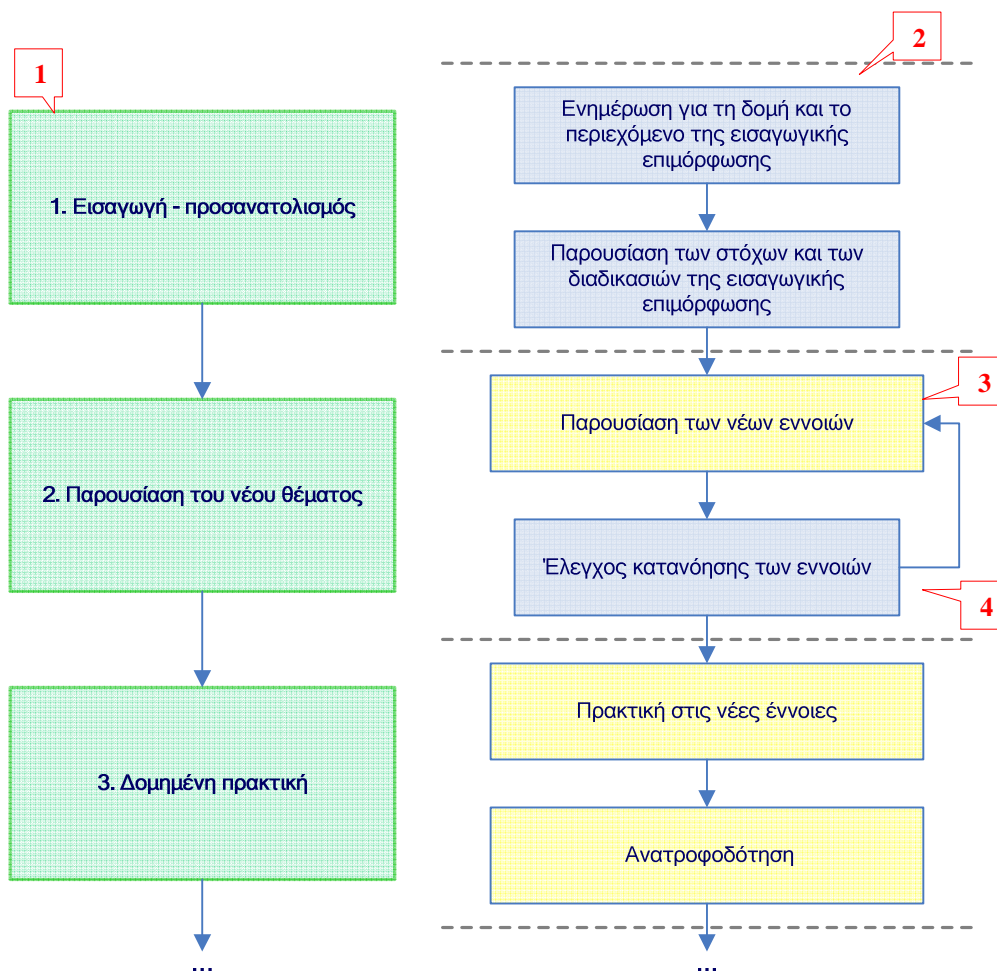 1
1. Εισαγωγή - προσανατολισμός
2. Παρουσίαση του νέου θέματος
3. Δομημένη πρακτική
...
2
Ενημέρωση για τη δομή και το
περιεχόμενο της εισαγωγικής
επιμόρφωσης
Παρουσίαση των στόχων και των
διαδικασιών της εισαγωγικής
επιμόρφωσης
3
Παρουσίαση των νέων εννοιών
Έλεγχος κατανόησης των εννοιών
4
Πρακτική στις νέες έννοιες
Ανατροφοδότηση
...